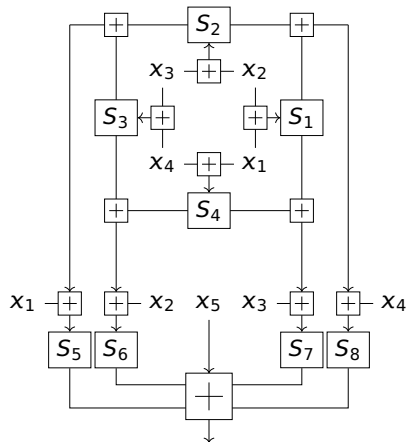 + S₂ +
x₃ + x₂
S₃ + + S₁
x₄ + x₁
+ S₄ +
x₁ + + x₂ x₅ x₃ + + x₄
S₅ S₆ S₇ S₈
+